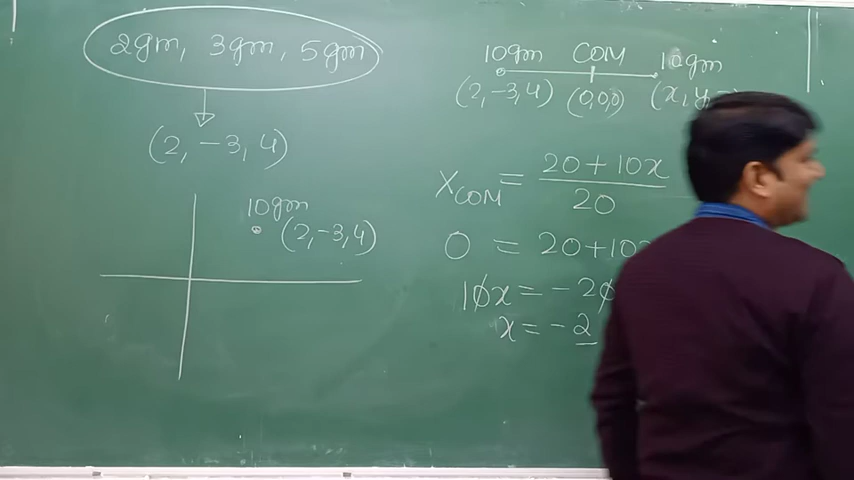 2gm, 3gm, 5gm
(2, -3, 4)
10gm
(2, -3, 4)
10gm COM 10gm
(2, -3, 4) (0,0,0) (x, y,
X_COM = (20 + 10x) / 20
0 = 20 + 10
10x = -20
x = -2